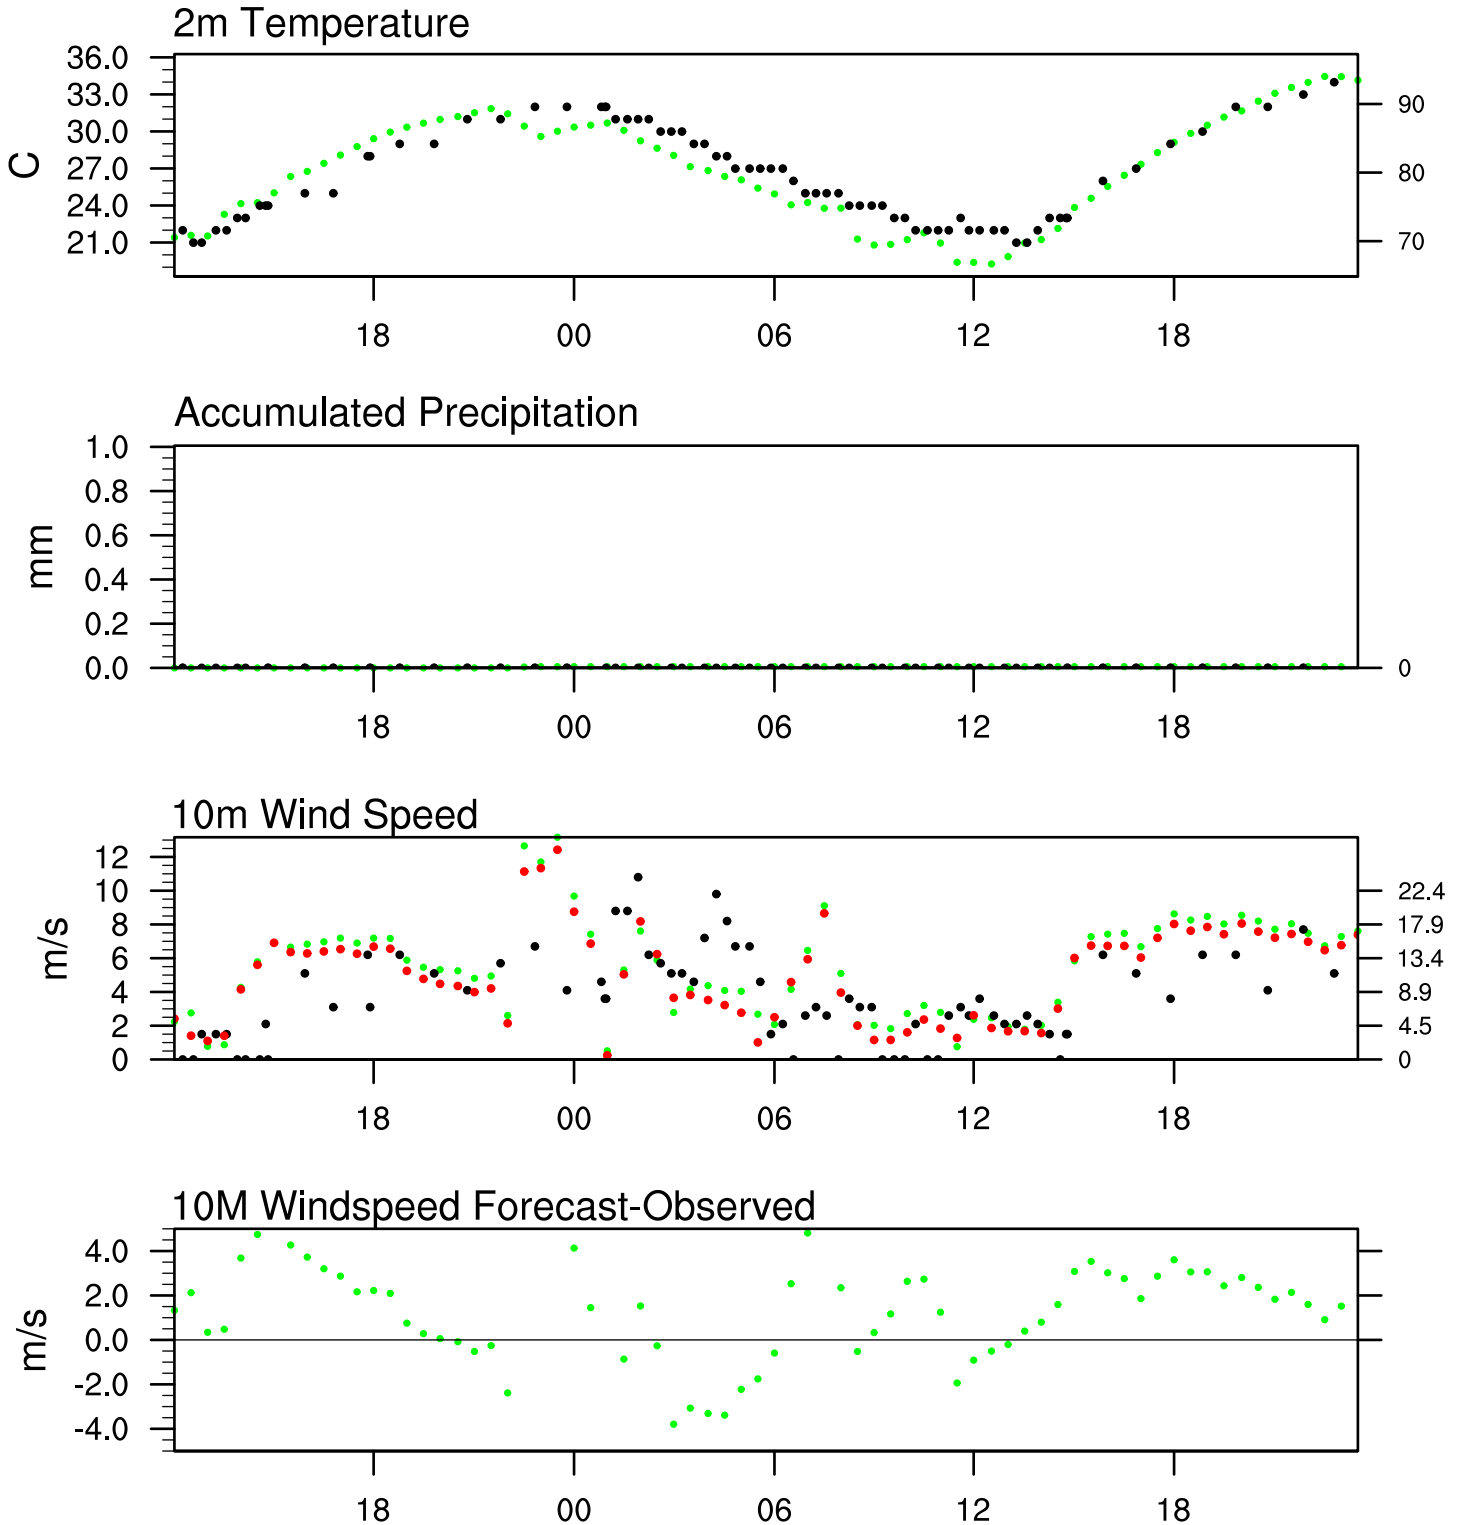 2m Temperature
36.0
33.0
30.0
27.0
24.0
21.0
C
90
80
70
18 00 06 12 18
Accumulated Precipitation
1.0
0.8
0.6
0.4
0.2
0.0
mm
0
18 00 06 12 18
10m Wind Speed
12
10
8
6
4
2
0
m/s
22.4
17.9
13.4
8.9
4.5
0
18 00 06 12 18
10M Windspeed Forecast-Observed
4.0
2.0
0.0
-2.0
-4.0
m/s
18 00 06 12 18